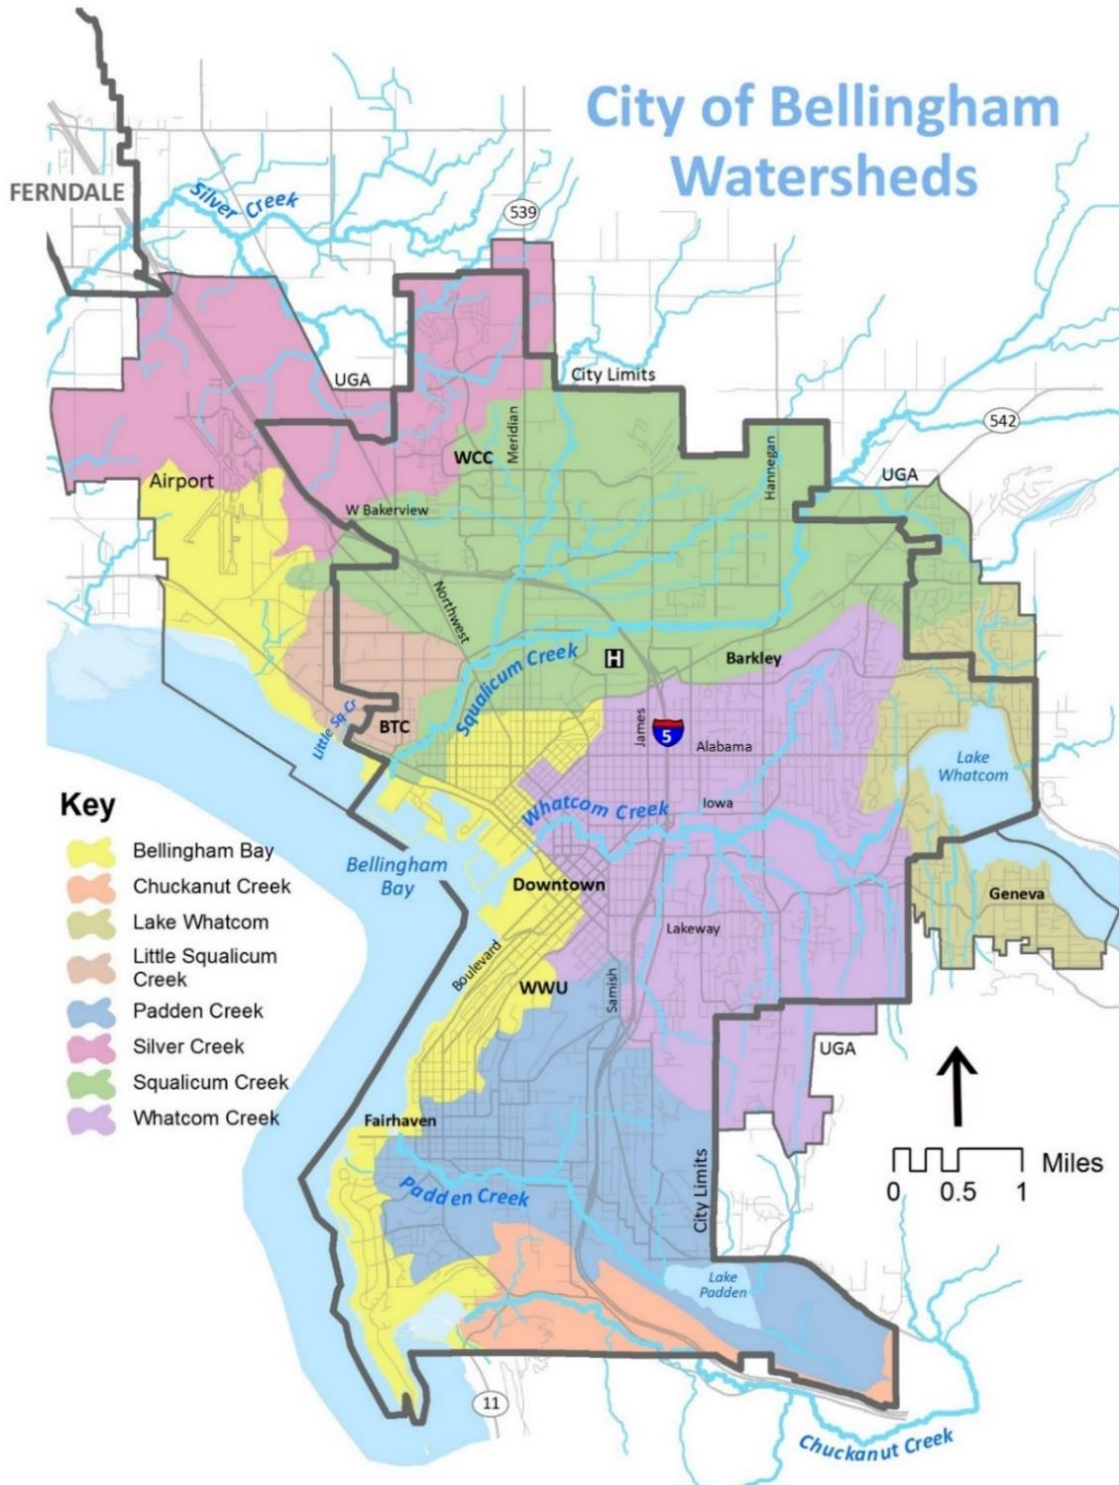 City of Bellingham
Watersheds
FERNDALE
Silver Creek
539
UGA
City Limits
Meridian
542
WCC
Hannegan
UGA
Airport
W Bakerview
Northwest
Squalicum Creek
H
Barkley
Little Sq Cr
BTC
James
5
Alabama
Lake
Whatcom
Key
Whatcom Creek
Iowa
Bellingham Bay
Chuckanut Creek
Lake Whatcom
Little Squalicum
Creek
Padden Creek
Silver Creek
Squalicum Creek
Whatcom Creek
Bellingham
Bay
Downtown
Geneva
Lakeway
Boulevard
WWU
Samish
UGA
Fairhaven
City Limits
Miles
0 0.5 1
Padden Creek
Lake
Padden
11
Chuckanut Creek